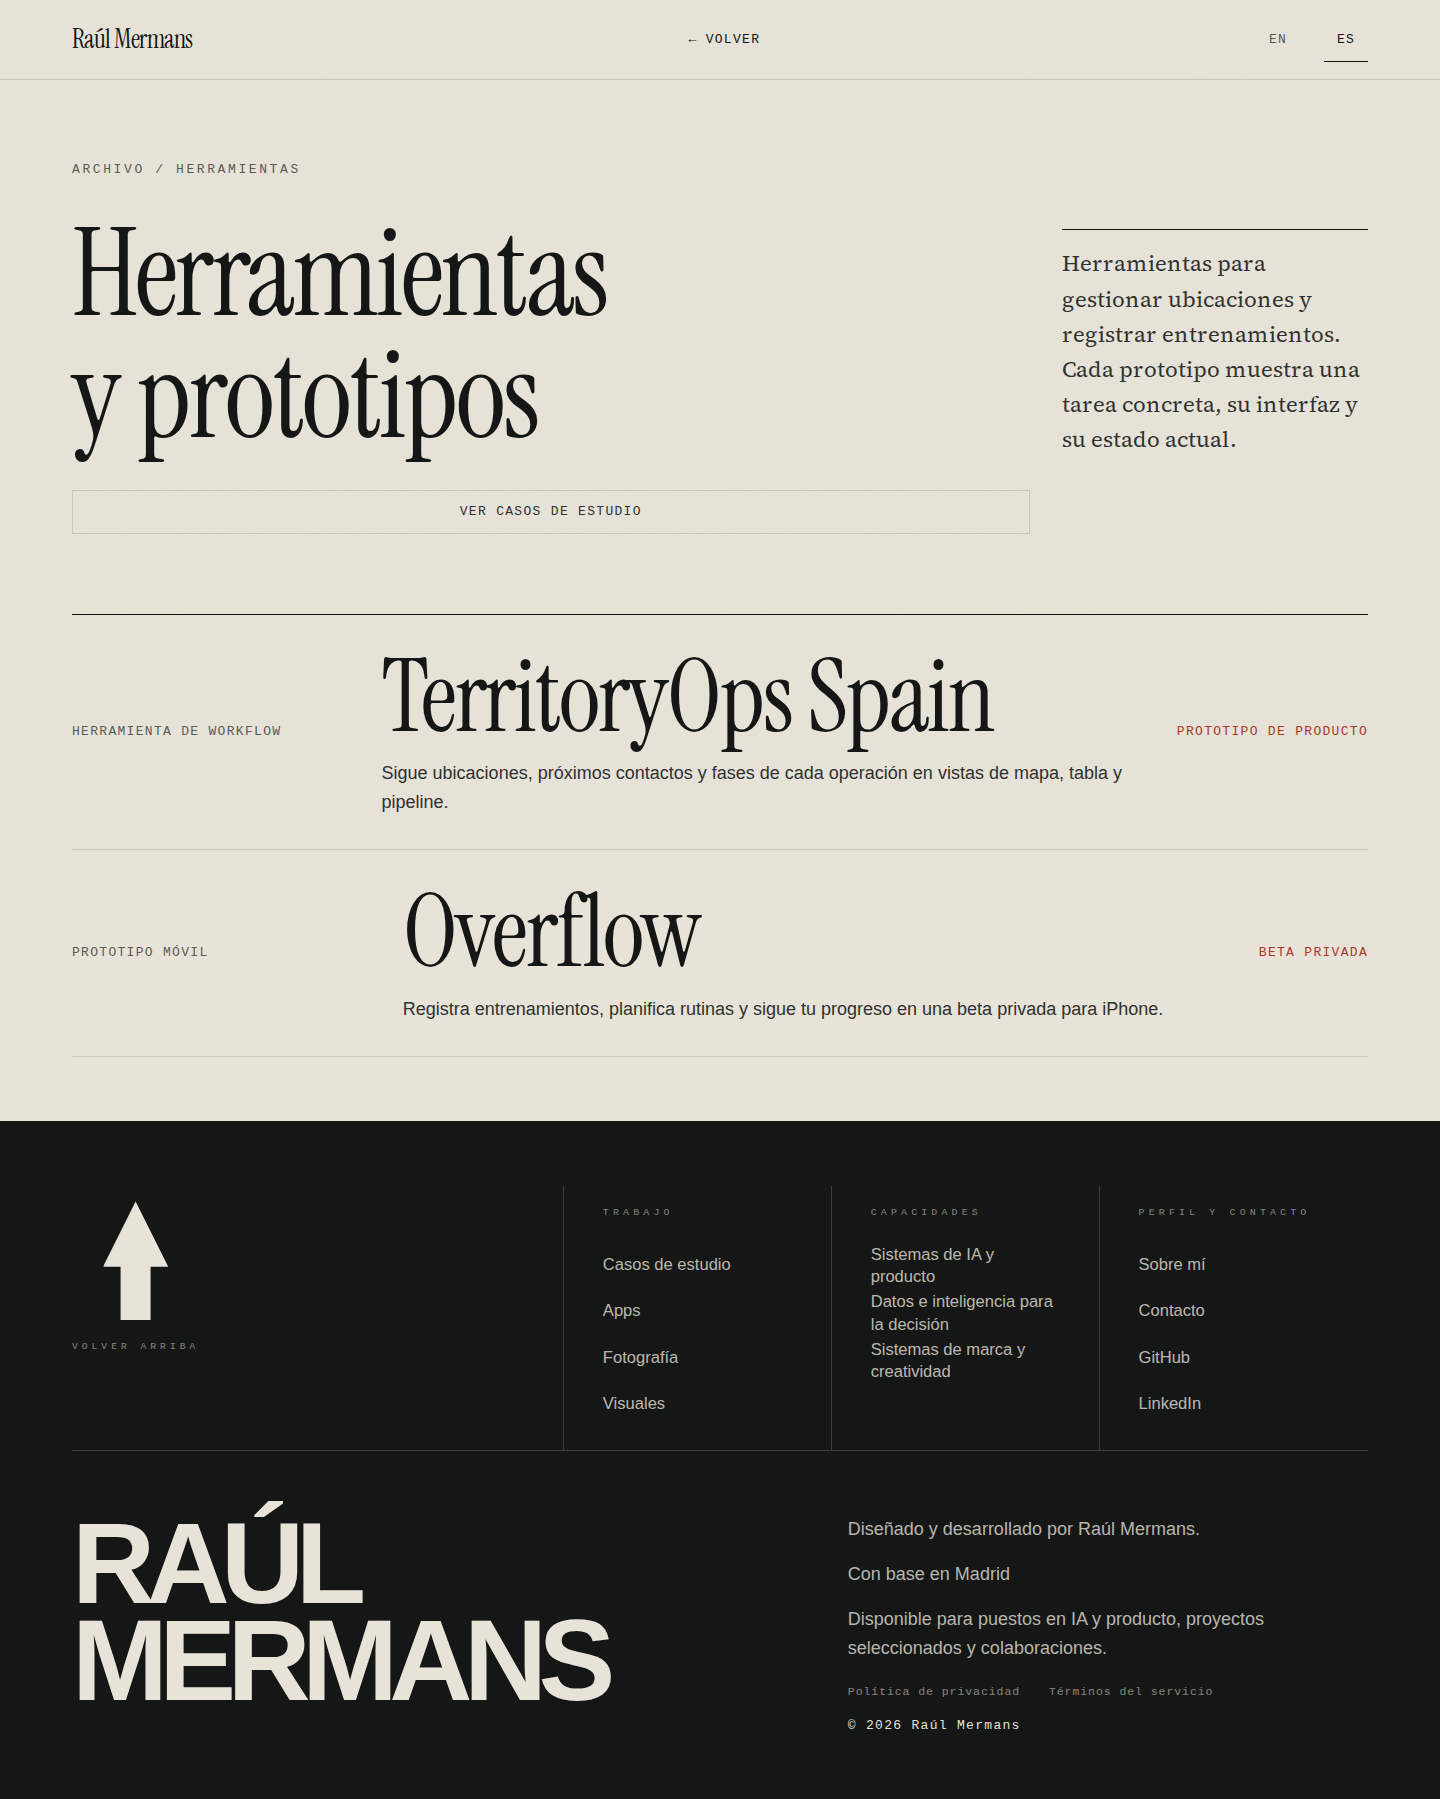 Raúl Mermans
← VOLVER
EN
ES
ARCHIVO / HERRAMIENTAS
Herramientas
y prototipos
Herramientas para
gestionar ubicaciones y
registrar entrenamientos.
Cada prototipo muestra una
tarea concreta, su interfaz y
su estado actual.
VER CASOS DE ESTUDIO
HERRAMIENTA DE WORKFLOW
TerritoryOps Spain
Sigue ubicaciones, próximos contactos y fases de cada operación en vistas de mapa, tabla y
pipeline.
PROTOTIPO DE PRODUCTO
PROTOTIPO MÓVIL
Overflow
Registra entrenamientos, planifica rutinas y sigue tu progreso en una beta privada para iPhone.
BETA PRIVADA
VOLVER ARRIBA
TRABAJO
Casos de estudio
Apps
Fotografía
Visuales
CAPACIDADES
Sistemas de IA y
producto
Datos e inteligencia para
la decisión
Sistemas de marca y
creatividad
PERFIL Y CONTACTO
Sobre mí
Contacto
GitHub
LinkedIn
RAÚL
MERMANS
Diseñado y desarrollado por Raúl Mermans.
Con base en Madrid
Disponible para puestos en IA y producto, proyectos
seleccionados y colaboraciones.
Política de privacidad
Términos del servicio
© 2026 Raúl Mermans